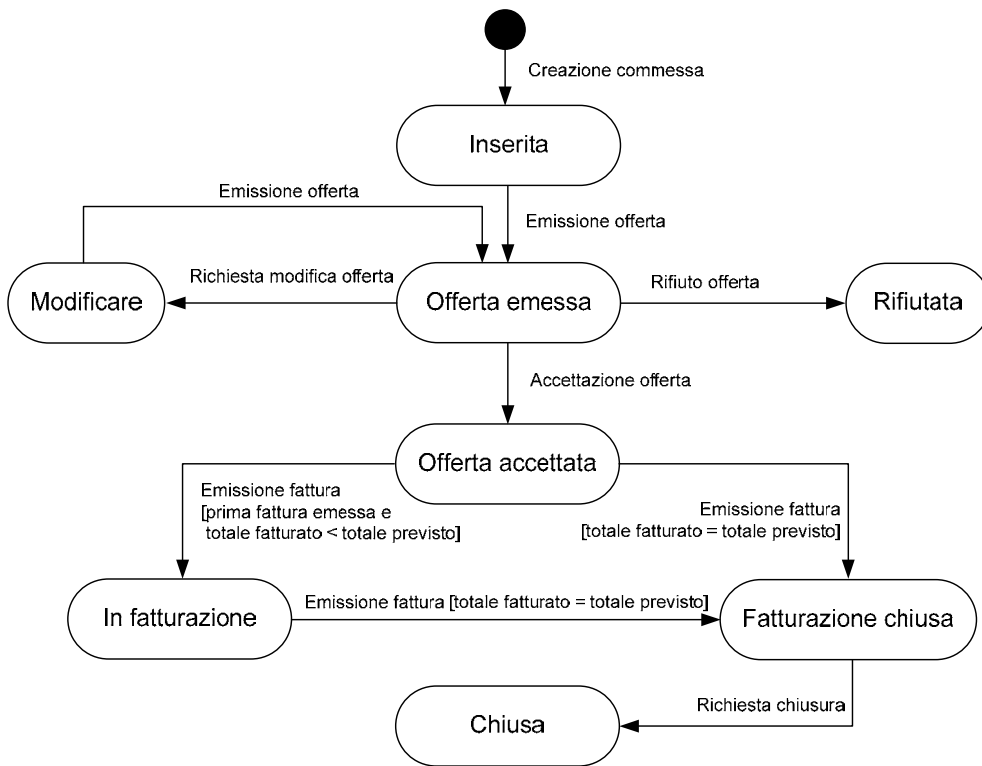 Creazione commessa
Inserita
Emissione offerta
Emissione offerta
Modificare
Richiesta modifica offerta
Offerta emessa
Rifiuto offerta
Rifiutata
Accettazione offerta
Offerta accettata
Emissione fattura
[prima fattura emessa e
totale fatturato < totale previsto]
Emissione fattura
[totale fatturato = totale previsto]
In fatturazione
Emissione fattura [totale fatturato = totale previsto]
Fatturazione chiusa
Richiesta chiusura
Chiusa